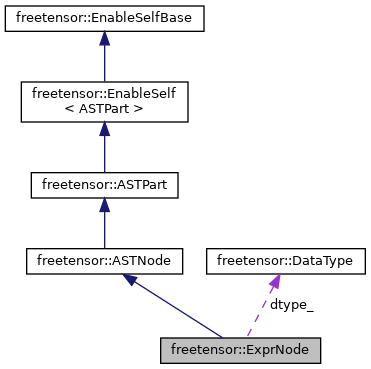 freetensor::EnableSelfBase
freetensor::EnableSelf
< ASTPart >
freetensor::ASTPart
freetensor::ASTNode
freetensor::DataType
dtype_
freetensor::ExprNode